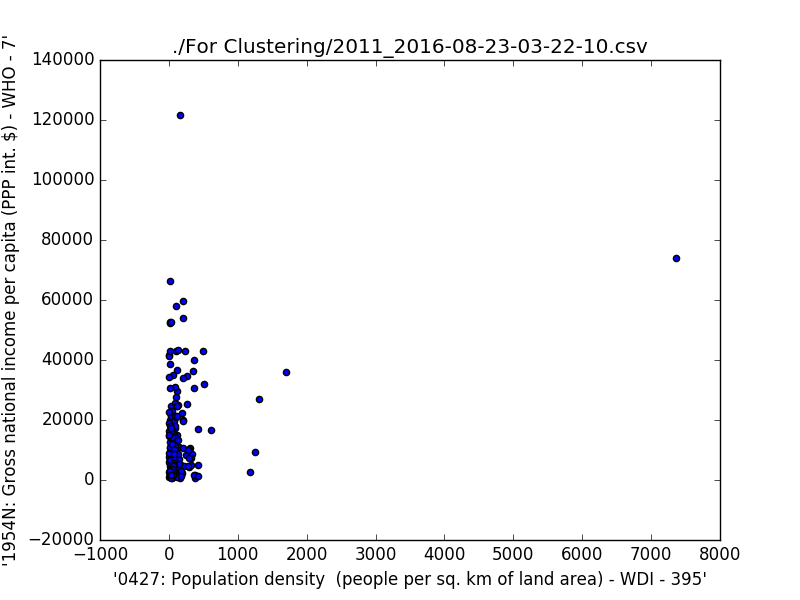 ./For Clustering/2011_2016-08-23-03-22-10.csv
'1954N: Gross national income per capita (PPP int. $) - WHO - 7'
140000
120000
100000
80000
60000
40000
20000
0
−20000
−1000 0 1000 2000 3000 4000 5000 6000 7000 8000
'0427: Population density  (people per sq. km of land area) - WDI - 395'